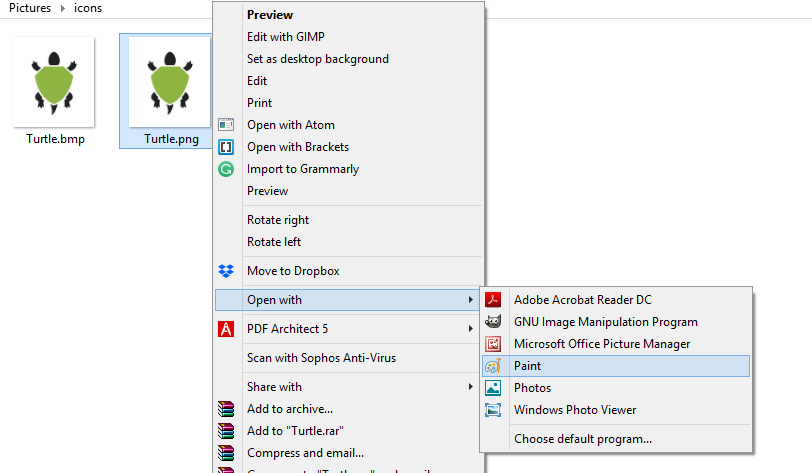 Pictures
icons
Turtle.bmp
Turtle.png
Preview
Edit with GIMP
Set as desktop background
Edit
Print
Open with Atom
Open with Brackets
Import to Grammarly
Preview
Rotate right
Rotate left
Move to Dropbox
Open with
PDF Architect 5
Scan with Sophos Anti-Virus
Share with
Add to archive...
Add to "Turtle.rar"
Compress and email...
Adobe Acrobat Reader DC
GNU Image Manipulation Program
Microsoft Office Picture Manager
Paint
Photos
Windows Photo Viewer
Choose default program...